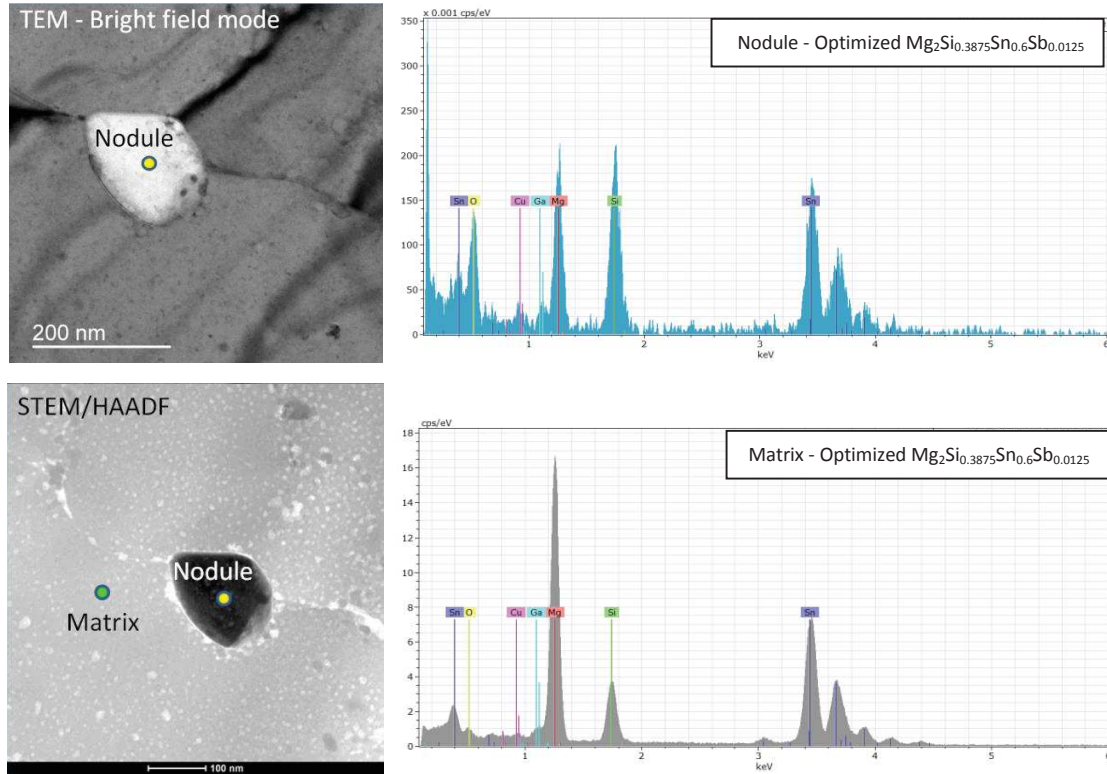 TEM - Bright field mode
Nodule
200 nm
x 0.001 cps/eV
Nodule - Optimized Mg₂Si₀.₃₈₇₅Sn₀.₆Sb₀.₀₁₂₅
350
300
250
200
150
100
50
0
Sn O Cu Ga Mg Si Sn
1 2 3 4 5 6
keV
STEM/HAADF
Nodule
Matrix
100 nm
cps/eV
Matrix - Optimized Mg₂Si₀.₃₈₇₅Sn₀.₆Sb₀.₀₁₂₅
18
16
14
12
10
8
6
4
2
0
Sn O Cu Ga Mg Si Sn
1 2 3 4 5 6
keV